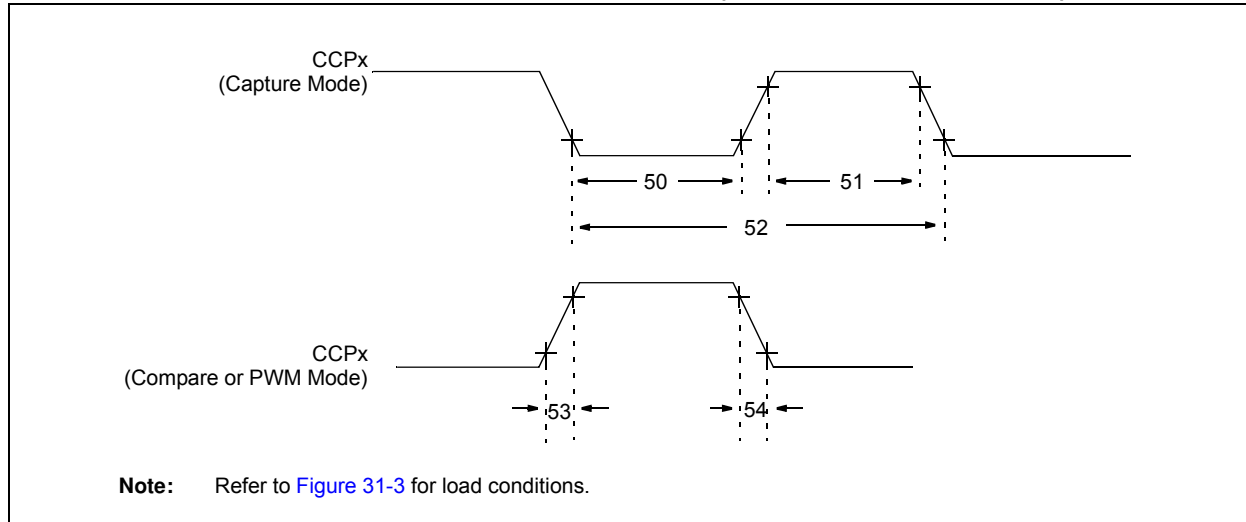 CCPx
(Capture Mode)
50
51
52
CCPx
(Compare or PWM Mode)
53
54
Note: Refer to Figure 31-3 for load conditions.